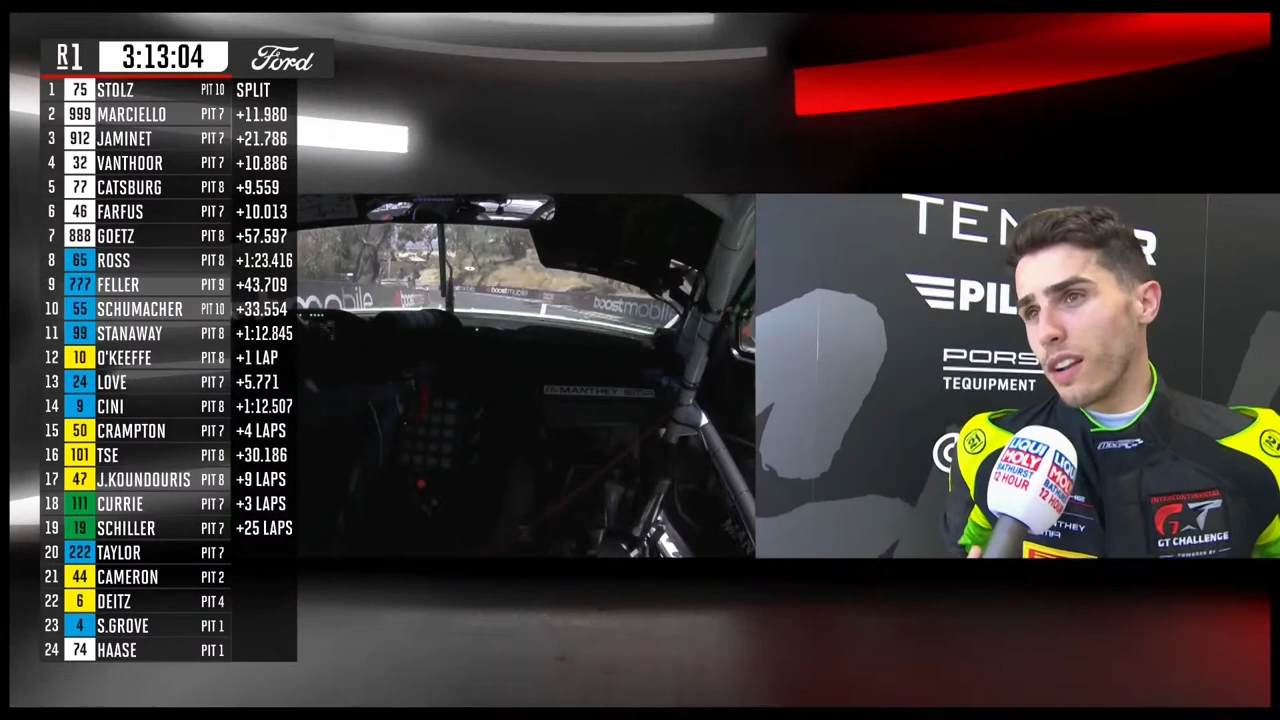 R1 3:13:04 Ford
1 75 STOLZ PIT 10 SPLIT
2 999 MARCIELLO PIT 7 +11.980
3 912 JAMINET PIT 7 +21.786
4 32 VANTHOOR PIT 7 +10.886
5 77 CATSBURG PIT 8 +9.559
6 46 FARFUS PIT 7 +10.013
7 888 GOETZ PIT 8 +57.597
8 65 ROSS PIT 8 +1:23.416
9 777 FELLER PIT 9 +43.709
10 55 SCHUMACHER PIT 10 +33.554
11 99 STANAWAY PIT 8 +1:12.845
12 10 O'KEEFFE PIT 8 +1 LAP
13 24 LOVE PIT 7 +5.771
14 9 CINI PIT 8 +1:12.507
15 50 CRAMPTON PIT 7 +4 LAPS
16 101 TSE PIT 8 +30.186
17 47 J.KOUNDOURIS PIT 8 +9 LAPS
18 111 CURRIE PIT 7 +3 LAPS
19 19 SCHILLER PIT 7 +25 LAPS
20 222 TAYLOR PIT 7
21 44 CAMERON PIT 2
22 6 DEITZ PIT 4
23 4 S.GROVE PIT 1
24 74 HAASE PIT 1
mobile boost boostmobile boostmobile
MANTHEY EMA
TEN R
PIL
PORS
TEQUIPMENT
LIQUI
MOLY
BATHURST
12 HOUR
INTERCONTINENTAL
GT CHALLENGE
POWERED BY